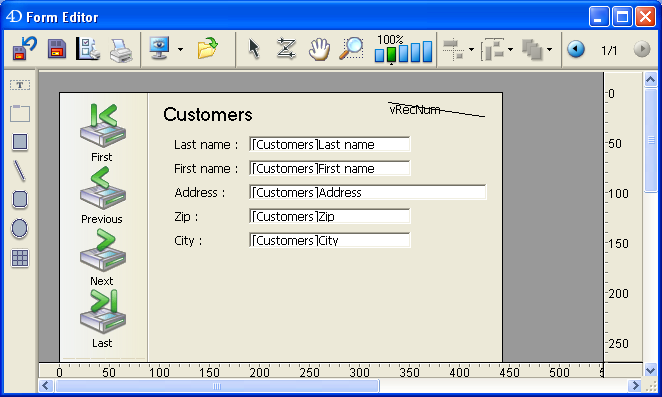 4D Form Editor
100%
1/1
T
Customers
vRecNum
First
Last name :
[Customers]Last name
First name :
[Customers]First name
Previous
Address :
[Customers]Address
Zip :
[Customers]Zip
City :
[Customers]City
Next
Last
0
50
100
150
200
250
0 50 100 150 200 250 300 350 400 450 500